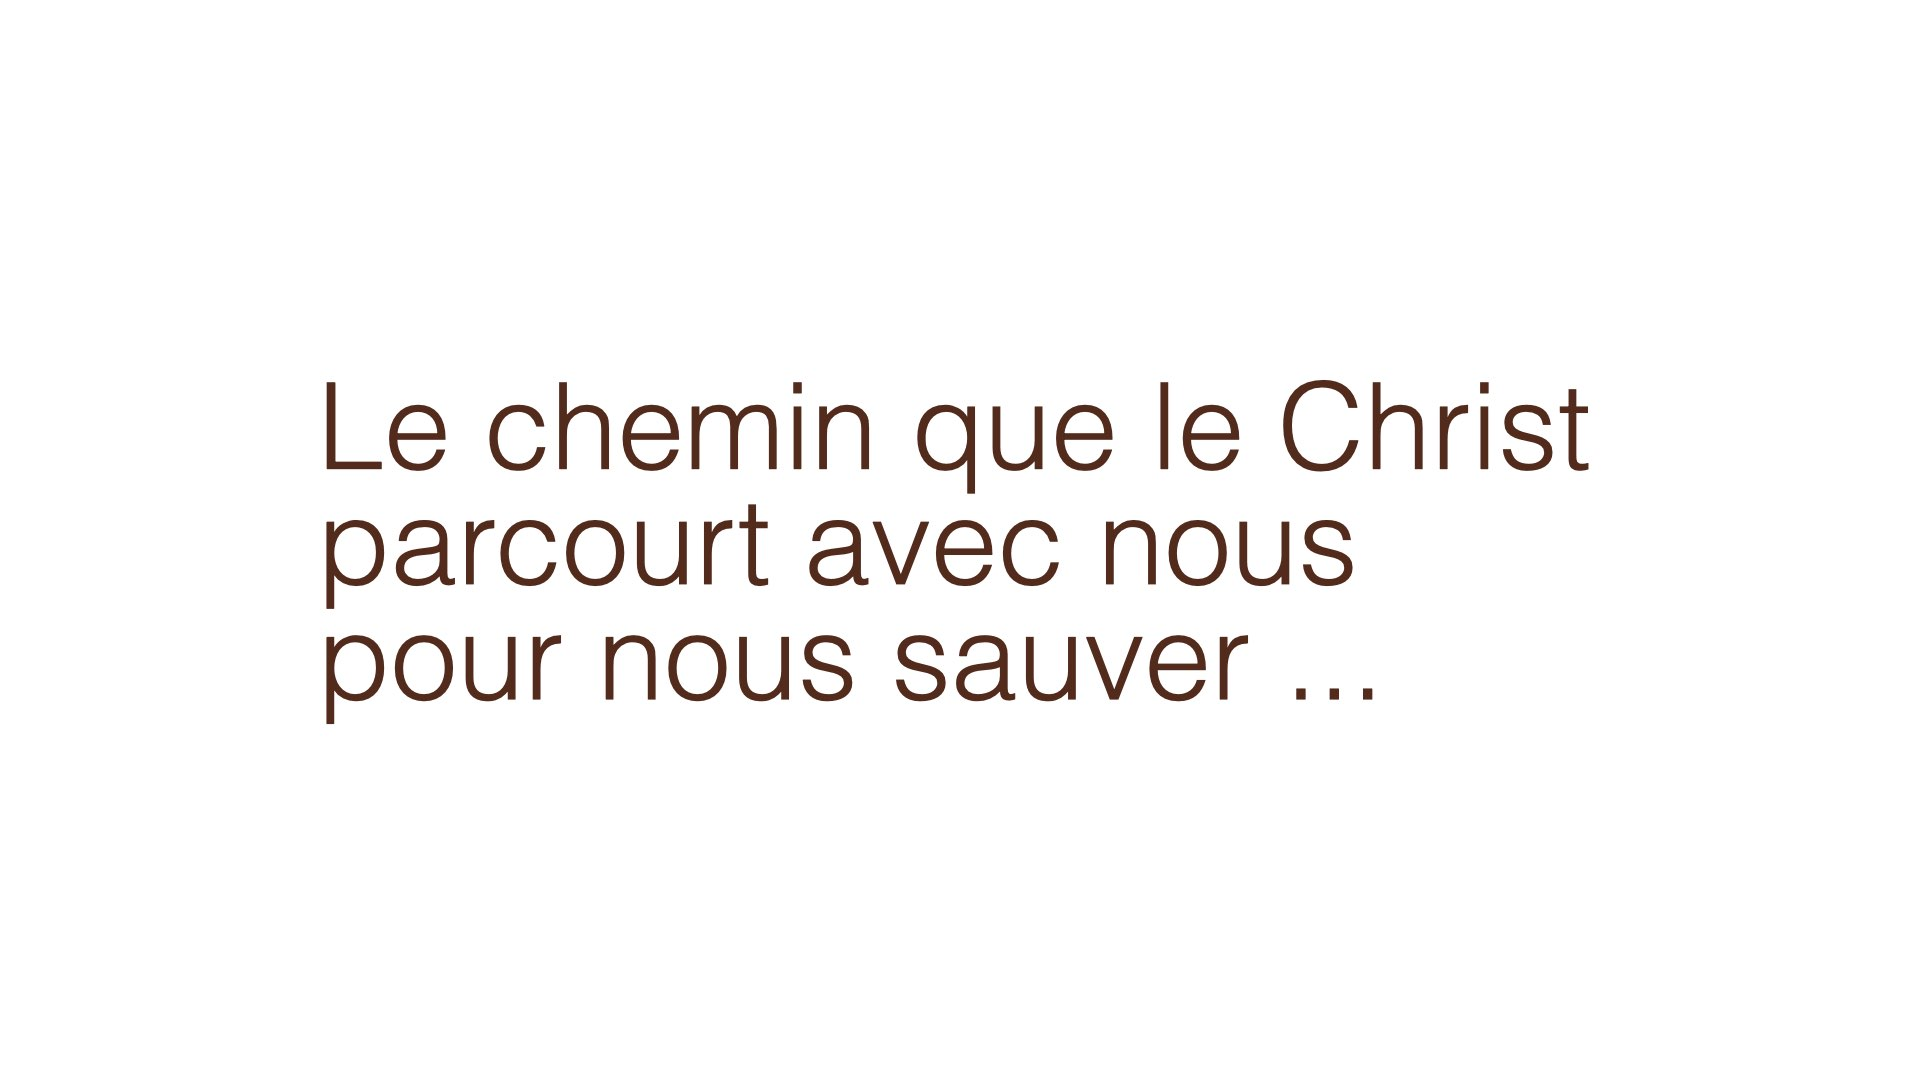 Le chemin que le Christ
parcourt avec nous
pour nous sauver ...